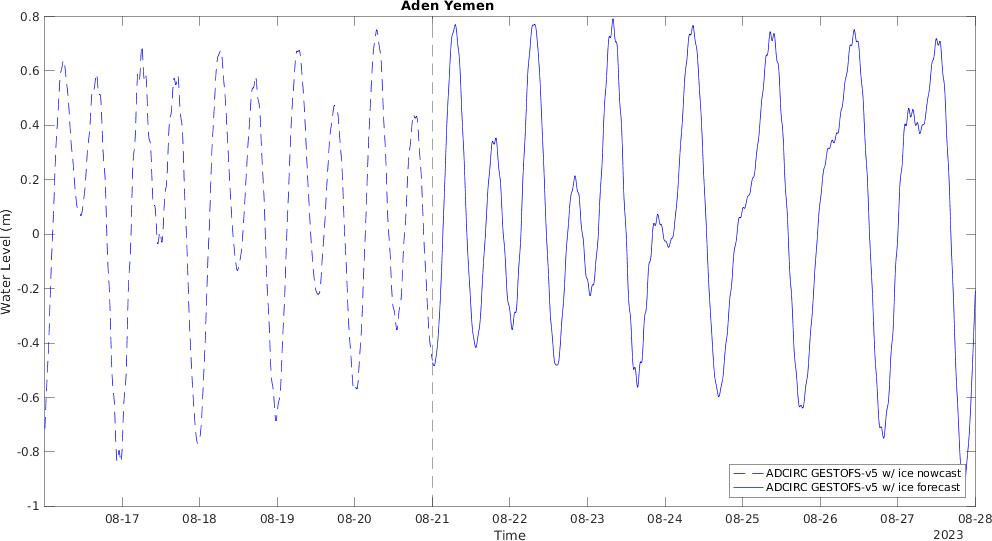 Aden Yemen
Water Level (m)
0.8
0.6
0.4
0.2
0
-0.2
-0.4
-0.6
-0.8
-1
ADCIRC GESTOFS-v5 w/ ice nowcast
ADCIRC GESTOFS-v5 w/ ice forecast
08-17 08-18 08-19 08-20 08-21 08-22 08-23 08-24 08-25 08-26 08-27 08-28
Time
2023